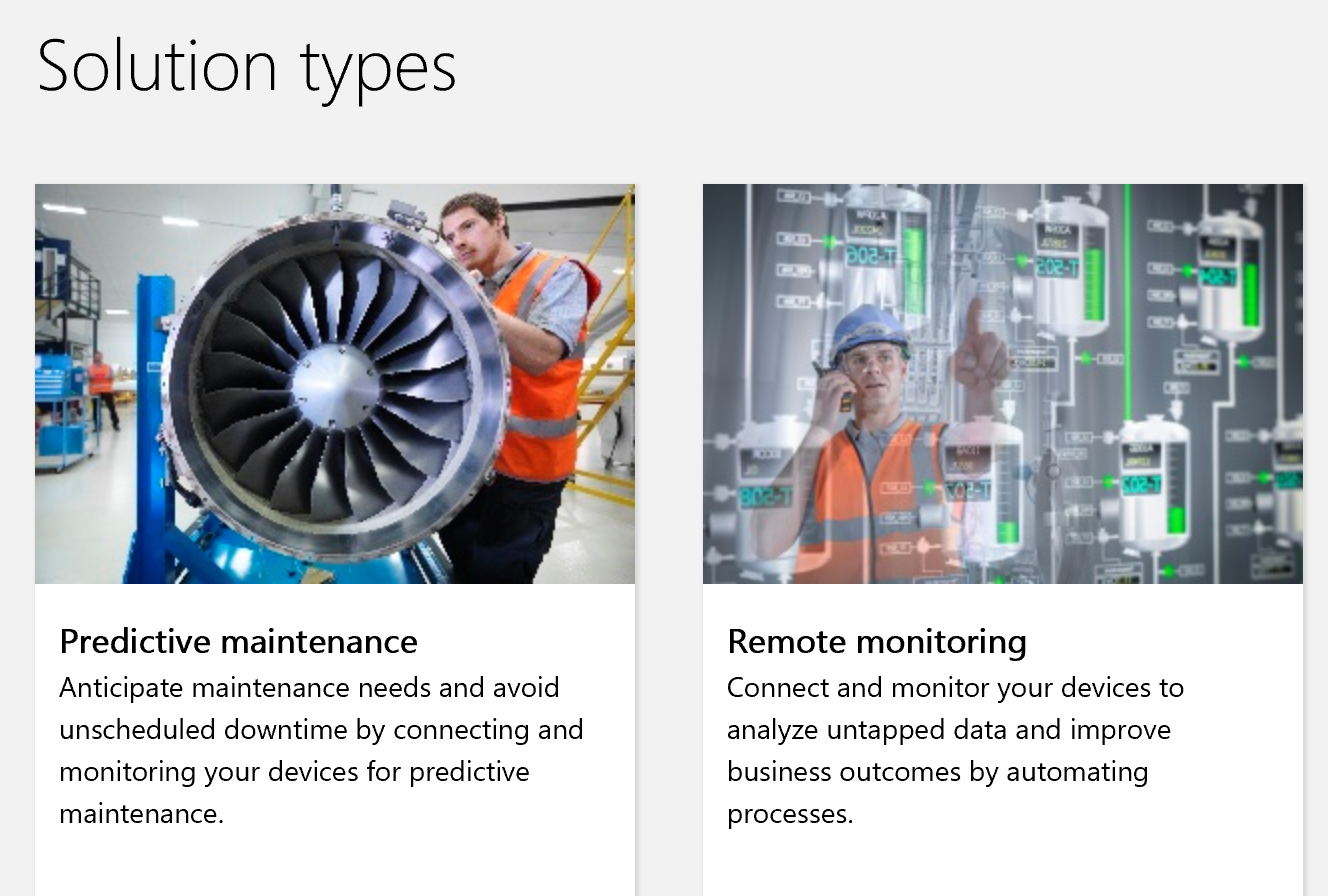 Solution types
Predictive maintenance
Anticipate maintenance needs and avoid
unscheduled downtime by connecting and
monitoring your devices for predictive
maintenance.
Remote monitoring
Connect and monitor your devices to
analyze untapped data and improve
business outcomes by automating
processes.